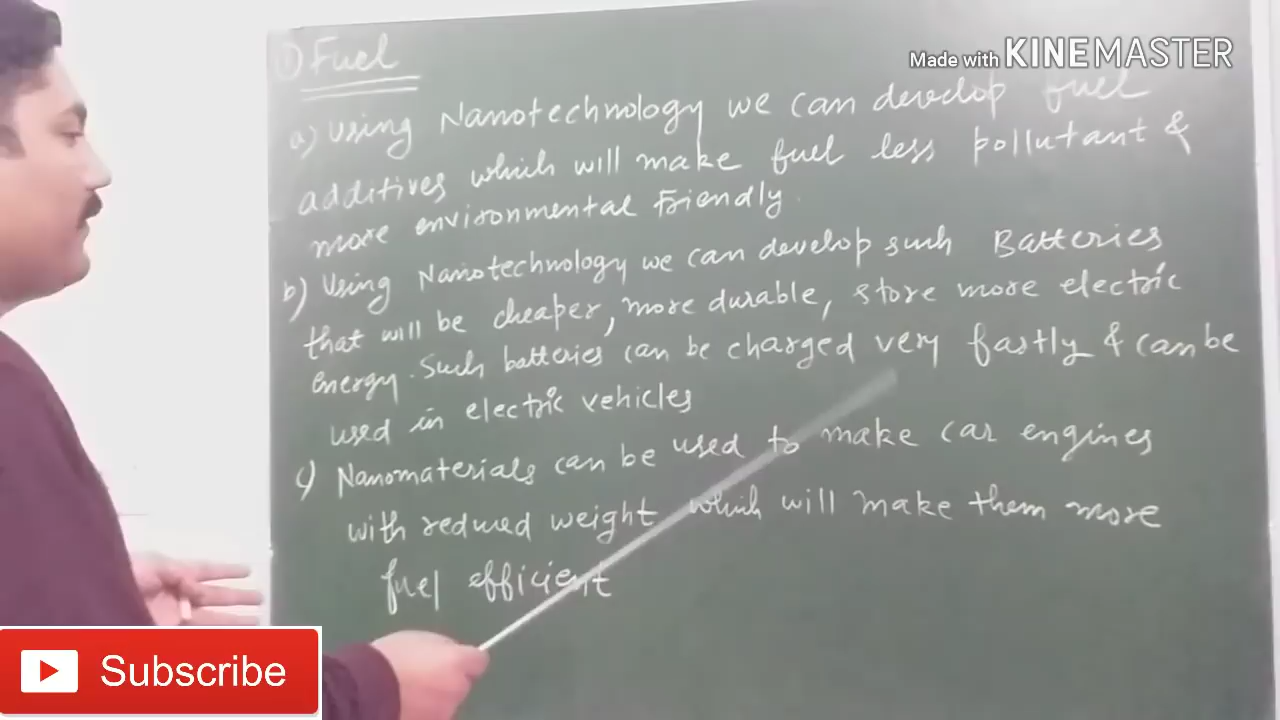 Made with KINEMASTER
① Fuel
a) Using Nanotechnology we can develop fuel
additives which will make fuel less pollutant &
more environmental Friendly.
b) Using Nanotechnology we can develop such Batteries
that will be cheaper, more durable, store more electric
energy. Such batteries can be charged very fastly & can be
used in electric vehicles
c) Nanomaterials can be used to make car engines
with reduced weight which will make them more
fuel efficient
Subscribe